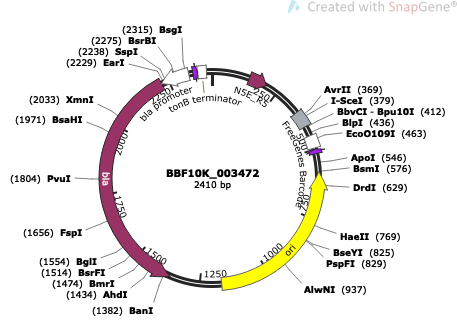 Created with SnapGene®
(2315) BsgI
(2275) BsrBI
(2238) SspI
(2229) EarI
(2033) XmnI
(1971) BsaHI
(1804) PvuI
(1656) FspI
(1554) BglI
(1514) BsrFI
(1474) BmrI
(1434) AhdI
(1382) BanI
AvrII (369)
I-SceI (379)
BbvCI - Bpu10I (412)
BlpI (436)
EcoO109I (463)
ApoI (546)
BsmI (576)
DrdI (629)
HaeII (769)
BseYI (825)
PspFI (829)
AlwNI (937)
bla promoter
tonB terminator
NSE_R5
FreeGenes Barcode
bla
ori
250
500
750
1000
1250
1500
1750
2000
2250
BBF10K_003472
2410 bp